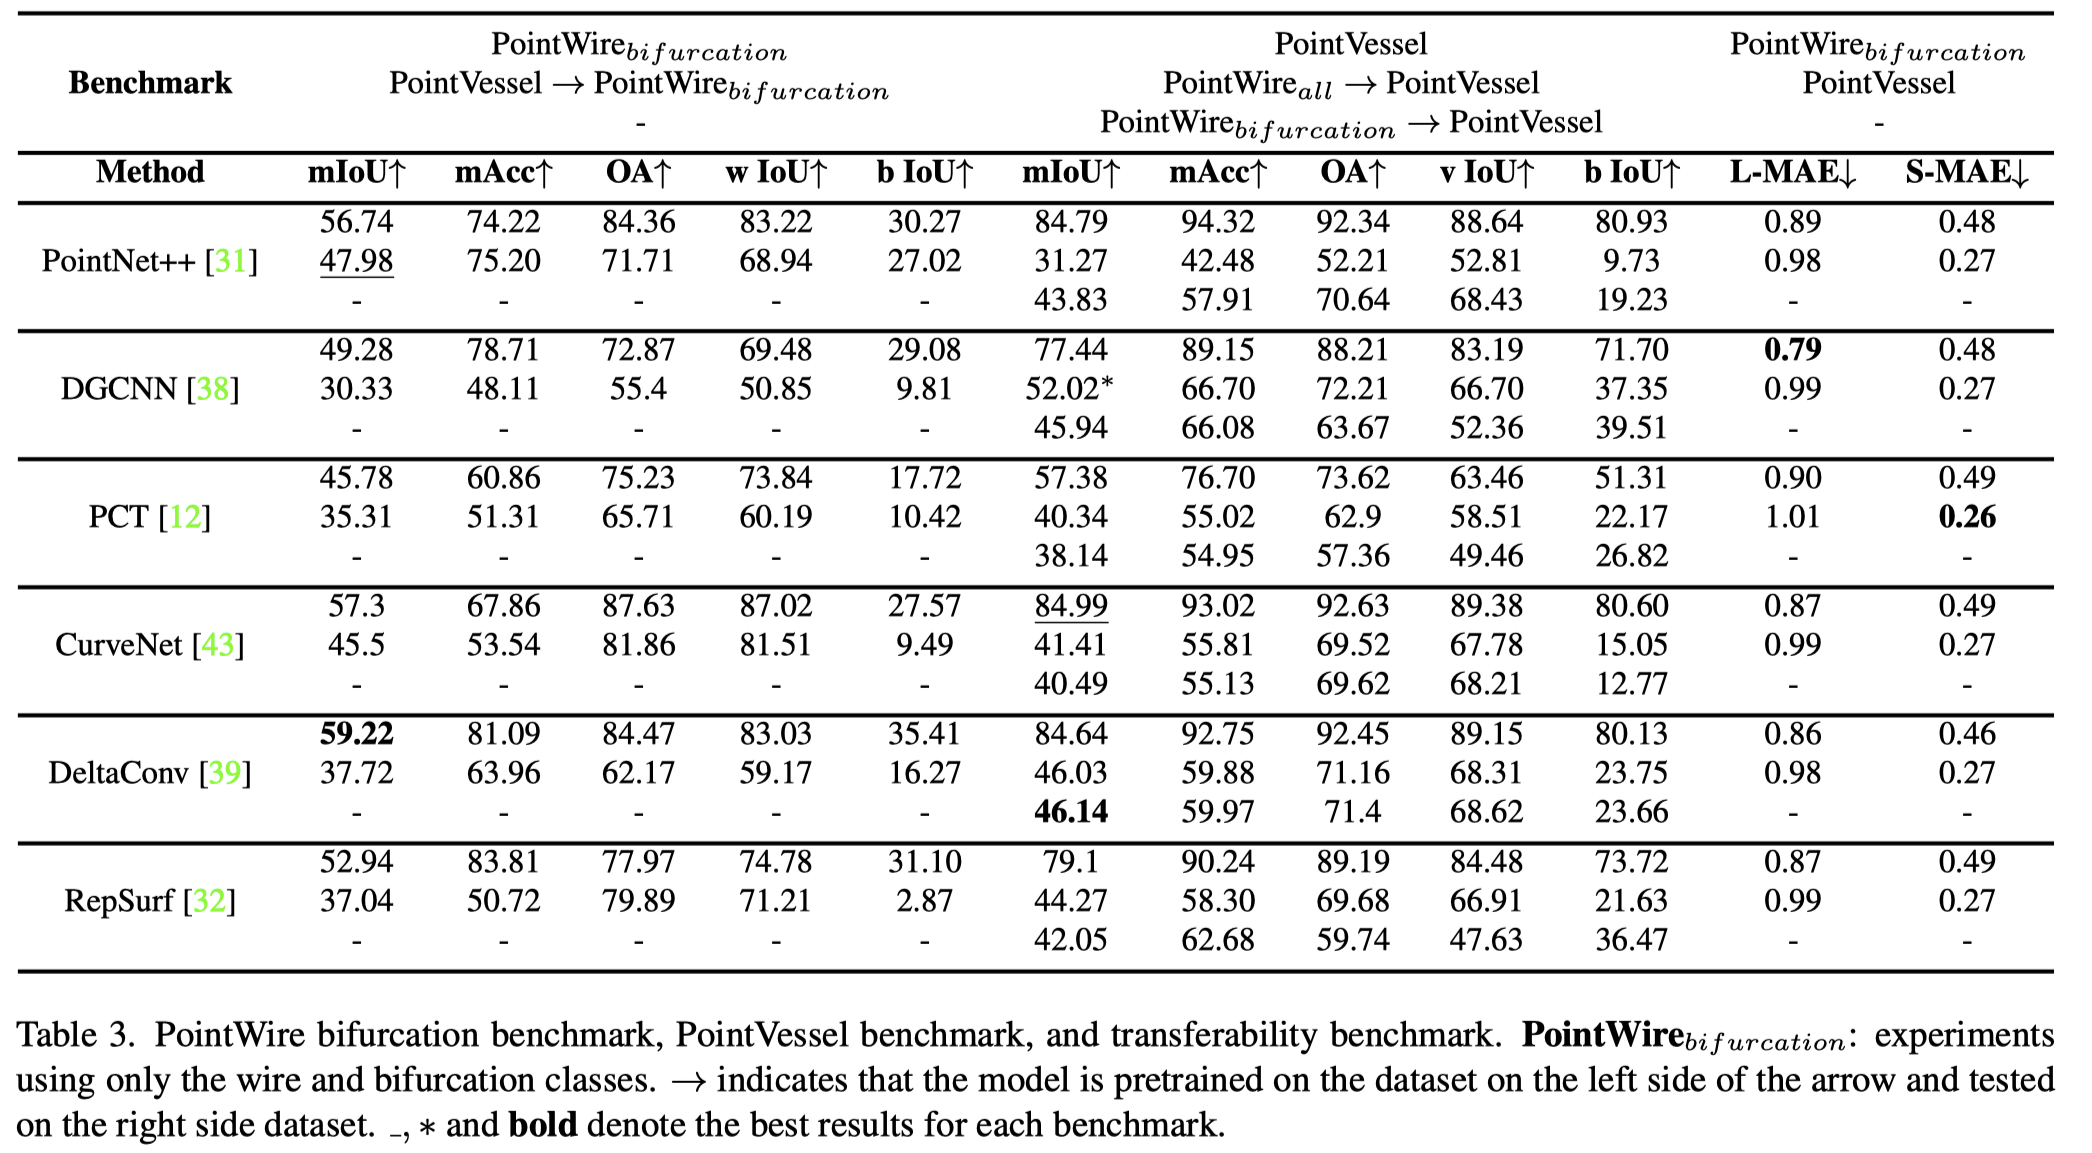 PointWire_bifurcation PointVessel PointWire_bifurcation
Benchmark PointVessel → PointWire_bifurcation PointWire_all → PointVessel PointVessel
- PointWire_bifurcation → PointVessel -
Method mIoU↑ mAcc↑ OA↑ w IoU↑ b IoU↑ mIoU↑ mAcc↑ OA↑ v IoU↑ b IoU↑ L-MAE↓ S-MAE↓
56.74 74.22 84.36 83.22 30.27 84.79 94.32 92.34 88.64 80.93 0.89 0.48
PointNet++ [31] 47.98 75.20 71.71 68.94 27.02 31.27 42.48 52.21 52.81 9.73 0.98 0.27
- - - - - 43.83 57.91 70.64 68.43 19.23 - -
49.28 78.71 72.87 69.48 29.08 77.44 89.15 88.21 83.19 71.70 0.79 0.48
DGCNN [38] 30.33 48.11 55.4 50.85 9.81 52.02* 66.70 72.21 66.70 37.35 0.99 0.27
- - - - - 45.94 66.08 63.67 52.36 39.51 - -
45.78 60.86 75.23 73.84 17.72 57.38 76.70 73.62 63.46 51.31 0.90 0.49
PCT [12] 35.31 51.31 65.71 60.19 10.42 40.34 55.02 62.9 58.51 22.17 1.01 0.26
- - - - - 38.14 54.95 57.36 49.46 26.82 - -
57.3 67.86 87.63 87.02 27.57 84.99 93.02 92.63 89.38 80.60 0.87 0.49
CurveNet [43] 45.5 53.54 81.86 81.51 9.49 41.41 55.81 69.52 67.78 15.05 0.99 0.27
- - - - - 40.49 55.13 69.62 68.21 12.77 - -
59.22 81.09 84.47 83.03 35.41 84.64 92.75 92.45 89.15 80.13 0.86 0.46
DeltaConv [39] 37.72 63.96 62.17 59.17 16.27 46.03 59.88 71.16 68.31 23.75 0.98 0.27
- - - - - 46.14 59.97 71.4 68.62 23.66 - -
52.94 83.81 77.97 74.78 31.10 79.1 90.24 89.19 84.48 73.72 0.87 0.49
RepSurf [32] 37.04 50.72 79.89 71.21 2.87 44.27 58.30 69.68 66.91 21.63 0.99 0.27
- - - - - 42.05 62.68 59.74 47.63 36.47 - -
Table 3. PointWire bifurcation benchmark, PointVessel benchmark, and transferability benchmark. PointWire_bifurcation: experiments
using only the wire and bifurcation classes. → indicates that the model is pretrained on the dataset on the left side of the arrow and tested
on the right side dataset. _, * and bold denote the best results for each benchmark.